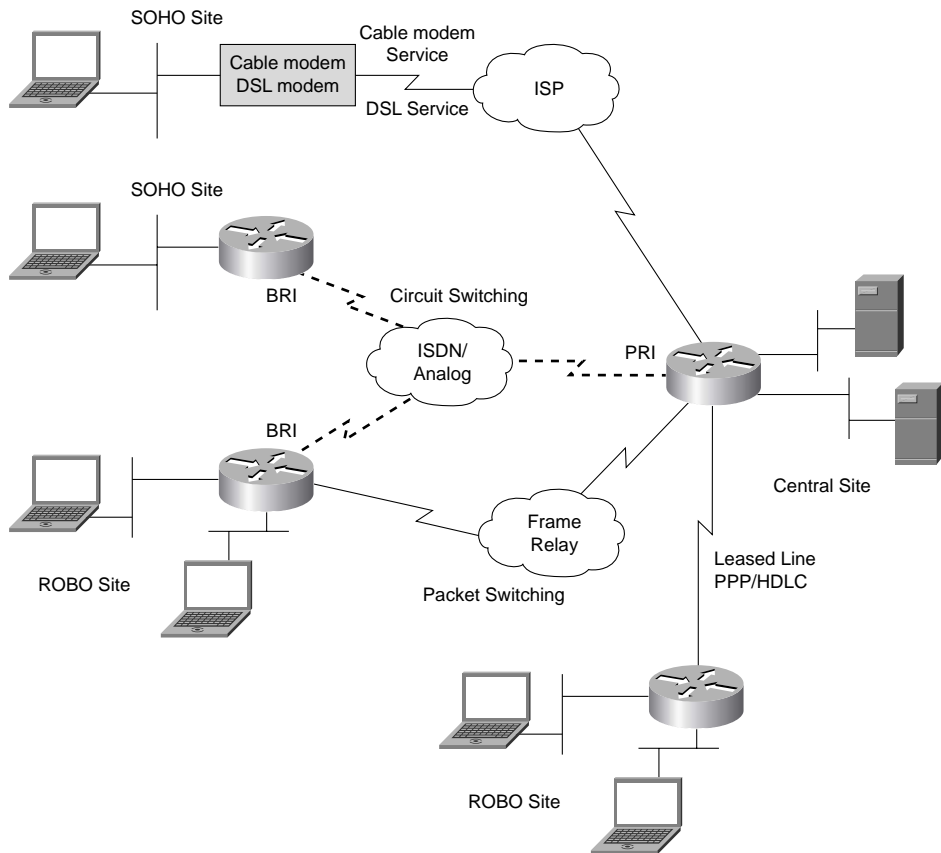 SOHO Site
Cable modem
DSL modem
Cable modem
Service
DSL Service
ISP
SOHO Site
BRI
Circuit Switching
ISDN/
Analog
PRI
BRI
Central Site
Frame
Relay
ROBO Site
Packet Switching
Leased Line
PPP/HDLC
ROBO Site